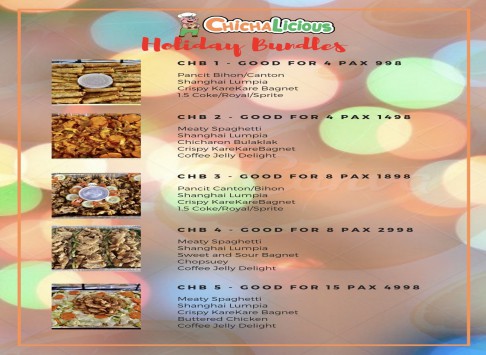 ChichaLicious
Holiday Bundles
CHB 1 - GOOD FOR 4 PAX 998
Pancit Bihon/Canton
Shanghai Lumpia
Crispy KareKare Bagnet
1.5 Coke/Royal/Sprite
CHB 2 - GOOD FOR 4 PAX 1498
Meaty Spaghetti
Shanghai Lumpia
Chicharon Bulaklak
Crispy KareKareBagnet
Coffee Jelly Delight
CHB 3 - GOOD FOR 8 PAX 1898
Pancit Canton/Bihon
Shanghai Lumpia
Crispy KareKareBagnet
1.5 Coke/Royal/Sprite
CHB 4 - GOOD FOR 8 PAX 2998
Meaty Spaghetti
Shanghai Lumpia
Sweet and Sour Bagnet
Chopsuey
Coffee Jelly Delight
CHB 5 - GOOD FOR 15 PAX 4998
Meaty Spaghetti
Shanghai Lumpia
Crispy KareKare Bagnet
Buttered Chicken
Coffee Jelly Delight